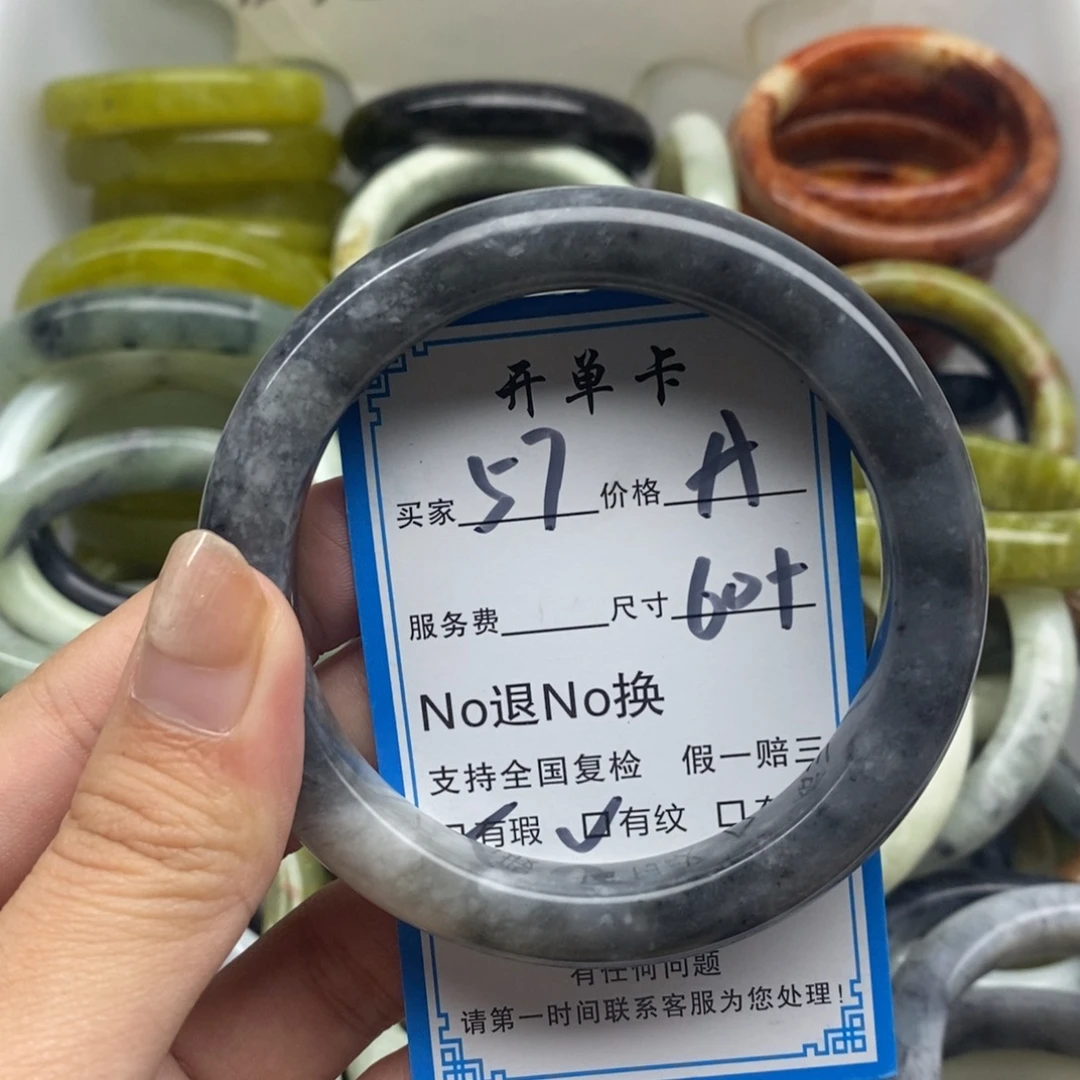 开单卡
买家 57 价格 A
服务费 尺寸 60+
No退No换
支持全国复检 假一赔三
有瑕 ✓ 口有纹 口
有任何问题
请第一时间联系客服为您处理!